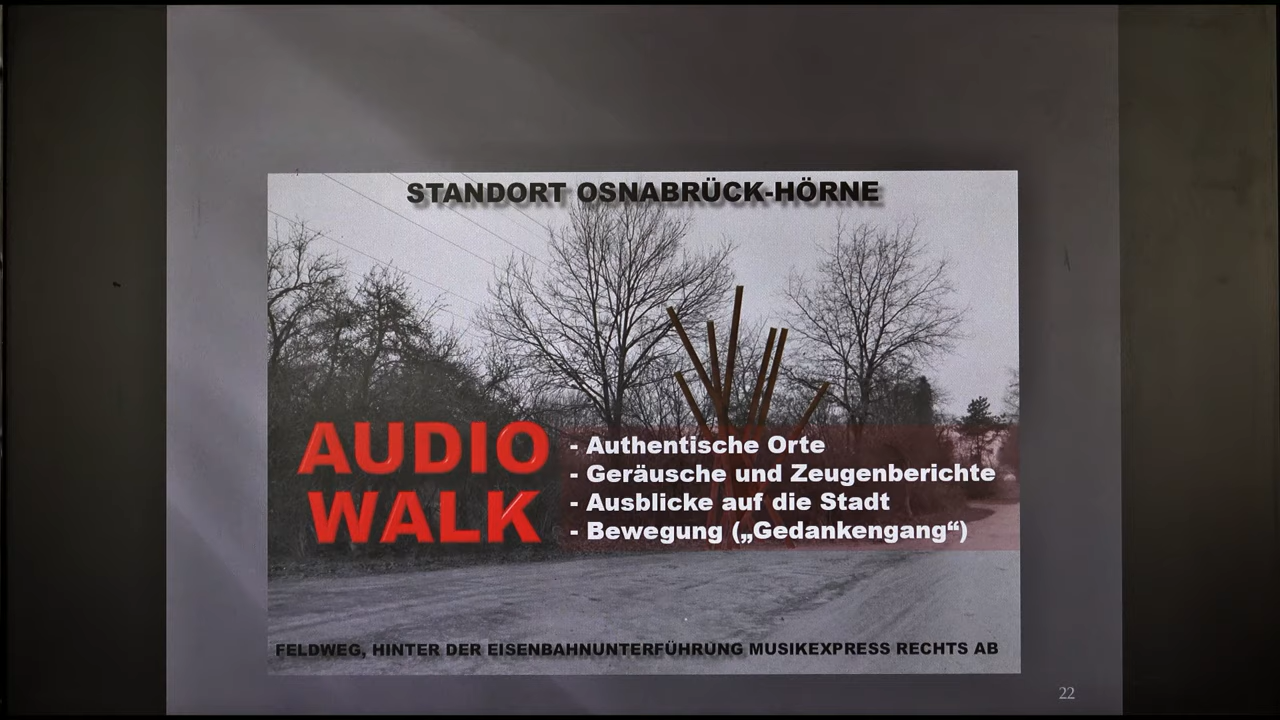 STANDORT OSNABRÜCK-HÖRNE
AUDIO
WALK
- Authentische Orte
- Geräusche und Zeugenberichte
- Ausblicke auf die Stadt
- Bewegung („Gedankengang“)
FELDWEG, HINTER DER EISENBAHNUNTERFÜHRUNG MUSIKEXPRESS RECHTS AB
22